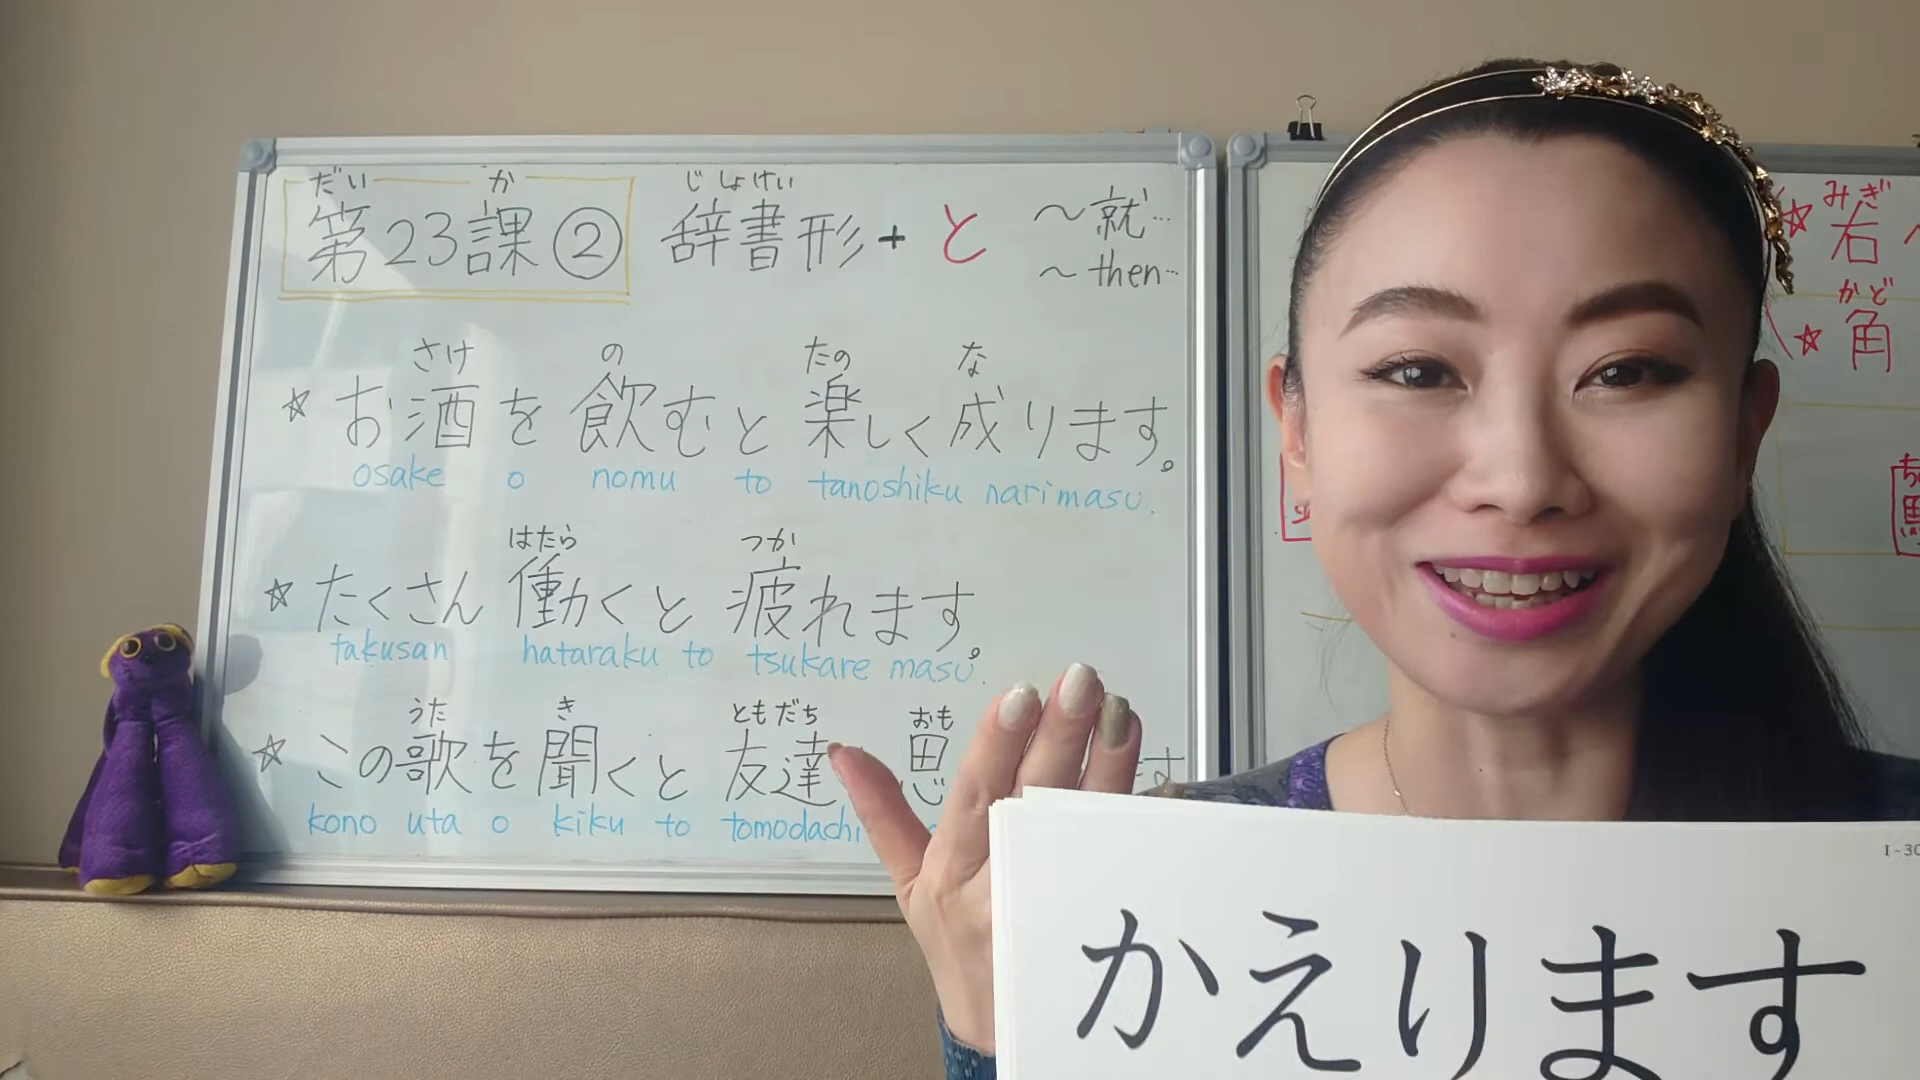 だい か じしょけい
第23課② 辞書形+と ～就…
～then…
さけ の たの な
☆お酒を飲むと楽しく成ります。
osake o nomu to tanoshiku narimasu.
はたら つか
☆たくさん働くと疲れます。
takusan hataraku to tsukare masu.
うた き ともだち おも
☆この歌を聞くと友達 思 ます
kono uta o kiku to tomodachi
みぎ
☆右へ
かど
☆角
I-30
かえります